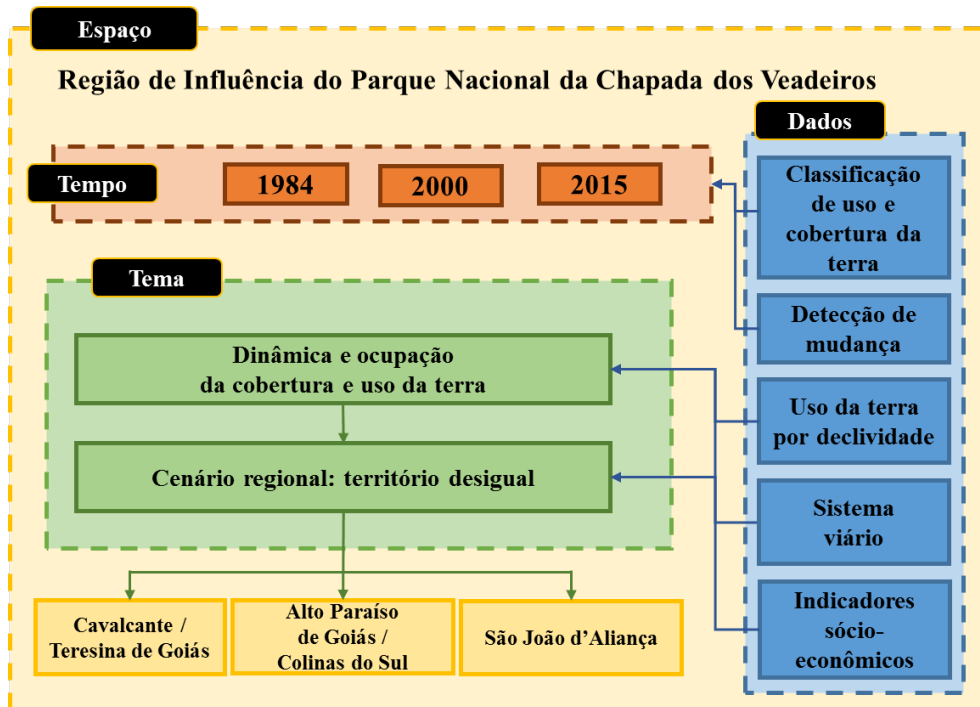 Espaço
Região de Influência do Parque Nacional da Chapada dos Veadeiros
Tempo
1984
2000
2015
Tema
Dinâmica e ocupação
da cobertura e uso da terra
Cenário regional: território desigual
Cavalcante /
Teresina de Goiás
Alto Paraíso
de Goiás /
Colinas do Sul
São João d’Aliança
Dados
Classificação
de uso e
cobertura da
terra
Detecção de
mudança
Uso da terra
por declividade
Sistema
viário
Indicadores
sócio-
econômicos